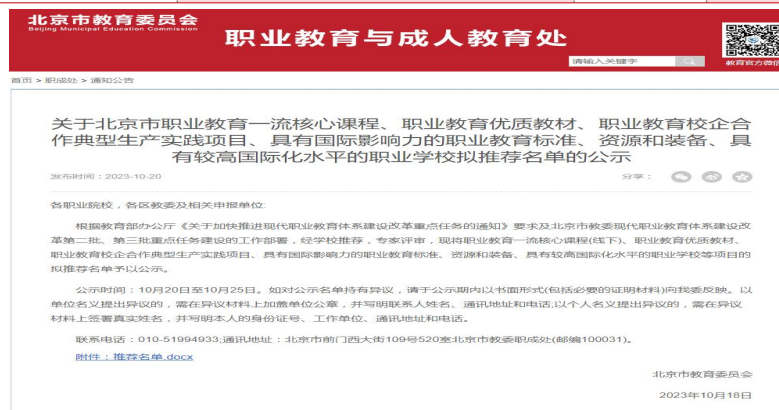 北京市教育委员会
Beijing Municipal Education Commission
职业教育与成人教育处
请输入关键字
教育官方微信
首页 > 职成处 > 通知公告
关于北京市职业教育一流核心课程、职业教育优质教材、职业教育校企合
作典型生产实践项目、具有国际影响力的职业教育标准、资源和装备、具
有较高国际化水平的职业学校拟推荐名单的公示
发布时间：2023-10-20
分享：
各职业院校，各区教委及相关申报单位:
根据教育部办公厅《关于加快推进现代职业教育体系建设改革重点任务的通知》要求及北京市教委现代职业教育体系建设改
革第二批、第三批重点任务建设的工作部署，经学校推荐，专家评审，现将职业教育一流核心课程(线下)、职业教育优质教材、
职业教育校企合作典型生产实践项目、具有国际影响力的职业教育标准、资源和装备、具有较高国际化水平的职业学校等项目的
拟推荐名单予以公示。
公示时间：10月20日至10月25日。如对公示名单持有异议，请于公示期内以书面形式(包括必要的证明材料)向我委反映。以
单位名义提出异议的，需在异议材料上加盖单位公章，并写明联系人姓名、通讯地址和电话;以个人名义提出异议的，需在异议
材料上签署真实姓名，并写明本人的身份证号、工作单位、通讯地址和电话。
联系电话：010-51994933;通讯地址：北京市前门西大街109号520室北京市教委职成处(邮编100031)。
附件：推荐名单.docx
北京市教育委员会
2023年10月18日